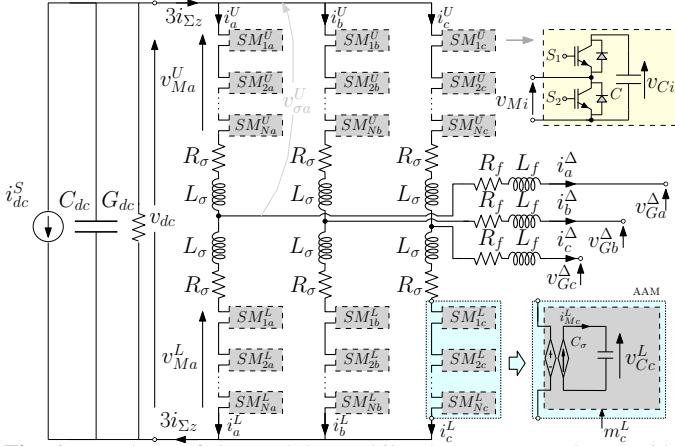 3i_{Σz} i_a^U i_b^U i_c^U
SM_{1a}^U SM_{1b}^U SM_{1c}^U
v_{Ma}^U SM_{2a}^U SM_{2b}^U SM_{2c}^U
v_{σa}^U
SM_{Na}^U SM_{Nb}^U SM_{Nc}^U
S_1
S_2
v_{Mi} C v_{Ci}
R_σ R_σ R_σ
L_σ L_σ L_σ
R_f L_f i_a^Δ
v_{Ga}^Δ
R_f L_f i_b^Δ
v_{Gb}^Δ
R_f L_f i_c^Δ
v_{Gc}^Δ
i_{dc}^S C_{dc} G_{dc} v_{dc}
L_σ L_σ L_σ
R_σ R_σ R_σ
AAM
SM_{1a}^L SM_{1b}^L SM_{1c}^L
v_{Ma}^L SM_{2a}^L SM_{2b}^L SM_{2c}^L
SM_{Na}^L SM_{Nb}^L SM_{Nc}^L
i_{Mc}^L
C_σ
v_{Cc}^L
m_c^L
3i_{Σz} i_a^L i_b^L i_c^L